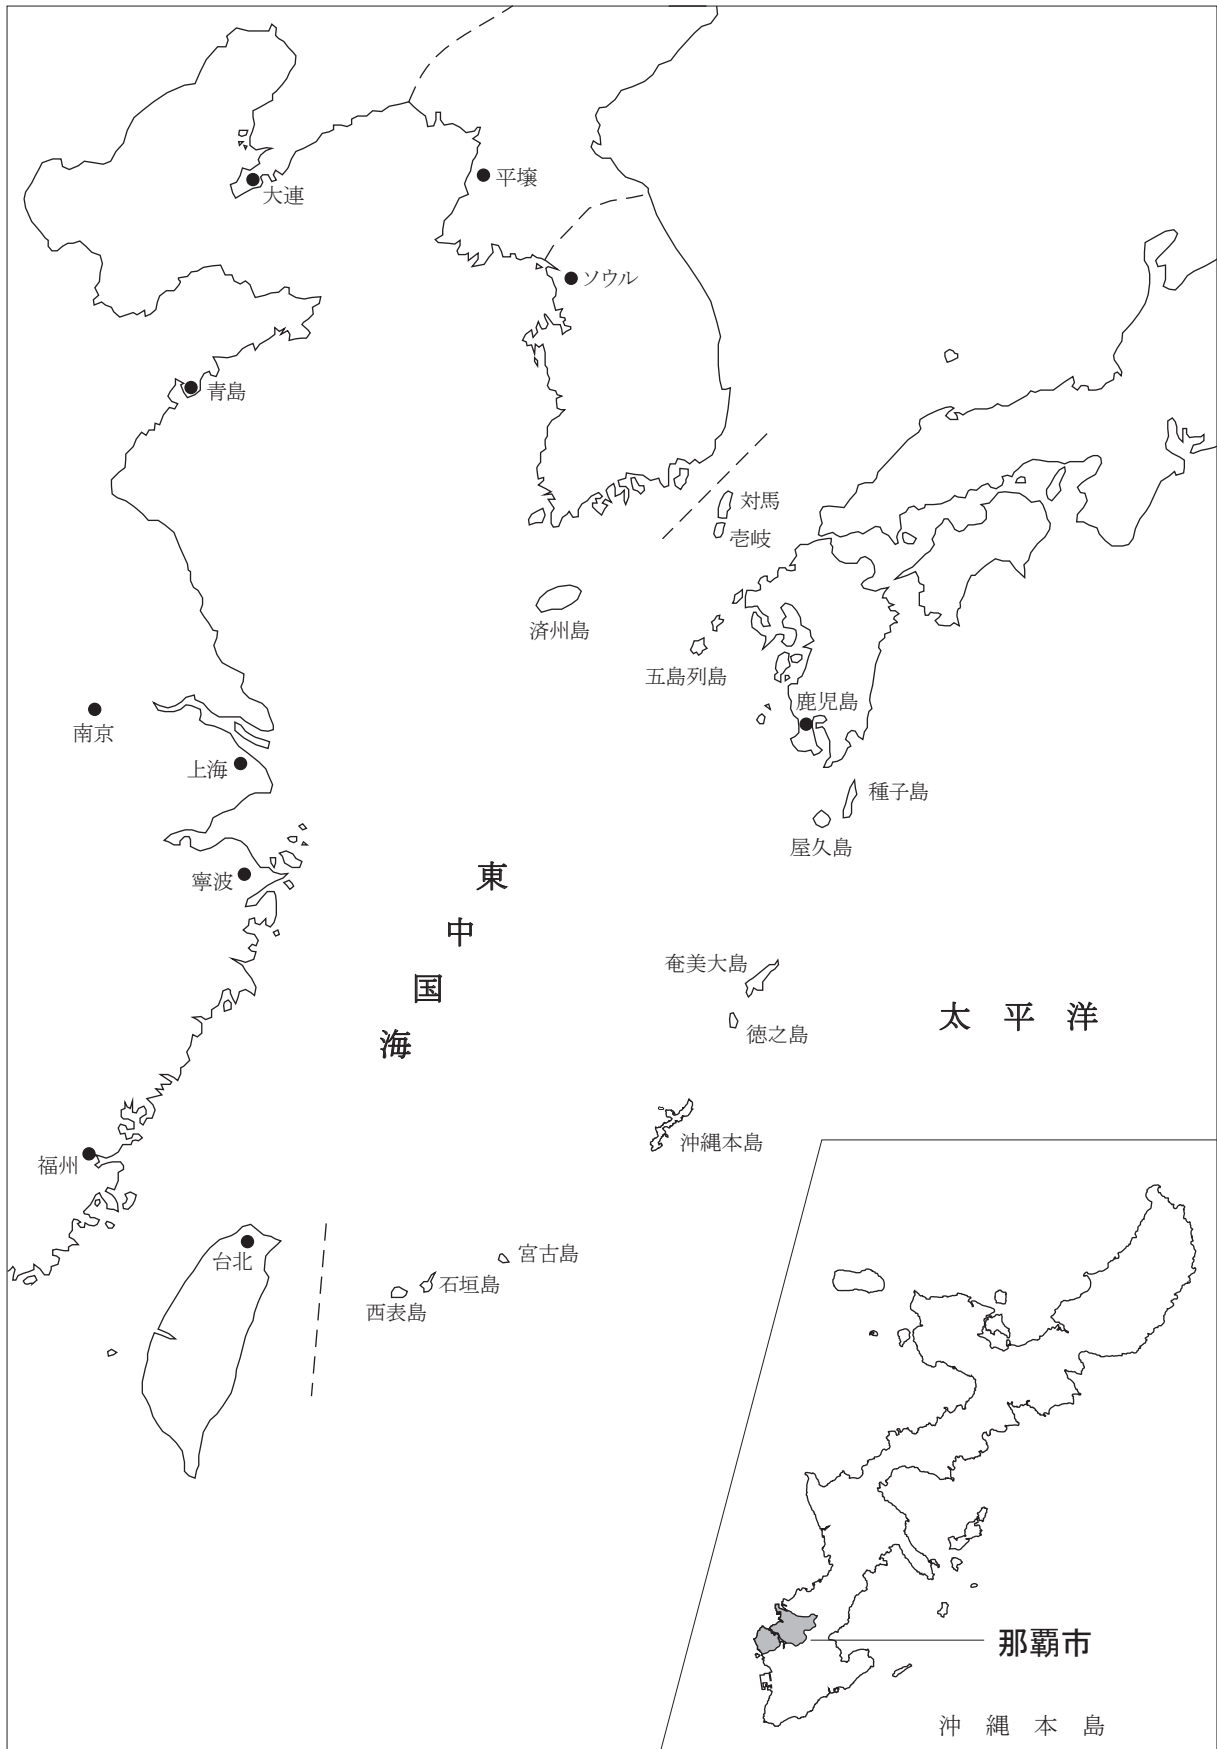 大連
平壌
ソウル
青島
対馬
壱岐
済州島
五島列島
鹿児島
南京
上海
種子島
屋久島
寧波
東中国海
奄美大島
徳之島
太平洋
沖縄本島
福州
台北
宮古島
石垣島
西表島
那覇市
沖縄本島